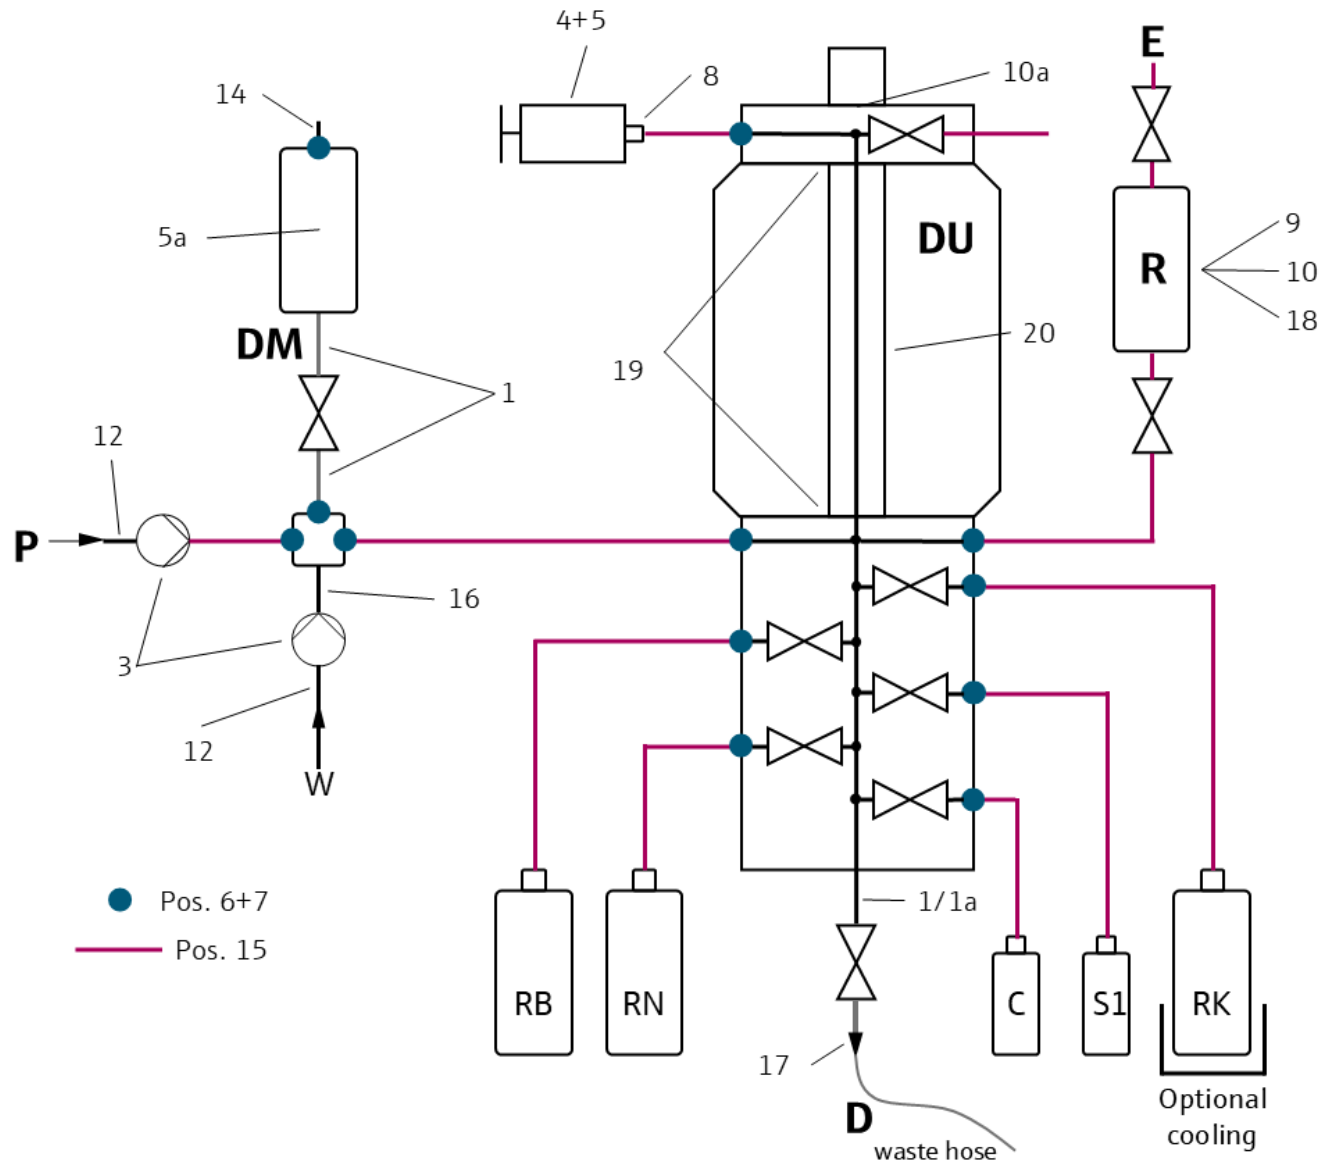 4+5
E
8
10a
14
5a
DU
9
R
10
18
DM
20
19
1
12
P
16
3
12
W
1/1a
Pos. 6+7
Pos. 15
RB
RN
C
S1
RK
17
Optional
cooling
D
waste hose